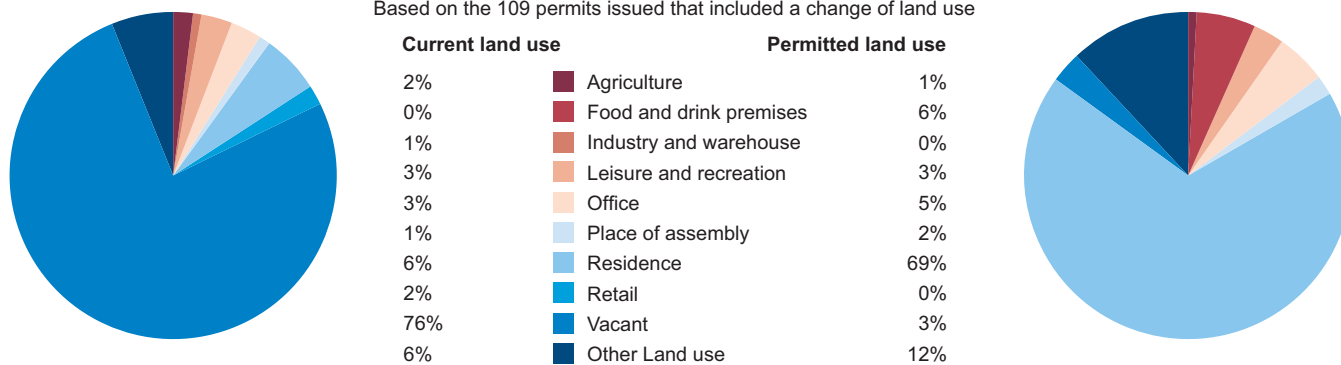 Based on the 109 permits issued that included a change of land use
Current land use Permitted land use
2% Agriculture 1%
0% Food and drink premises 6%
1% Industry and warehouse 0%
3% Leisure and recreation 3%
3% Office 5%
1% Place of assembly 2%
6% Residence 69%
2% Retail 0%
76% Vacant 3%
6% Other Land use 12%